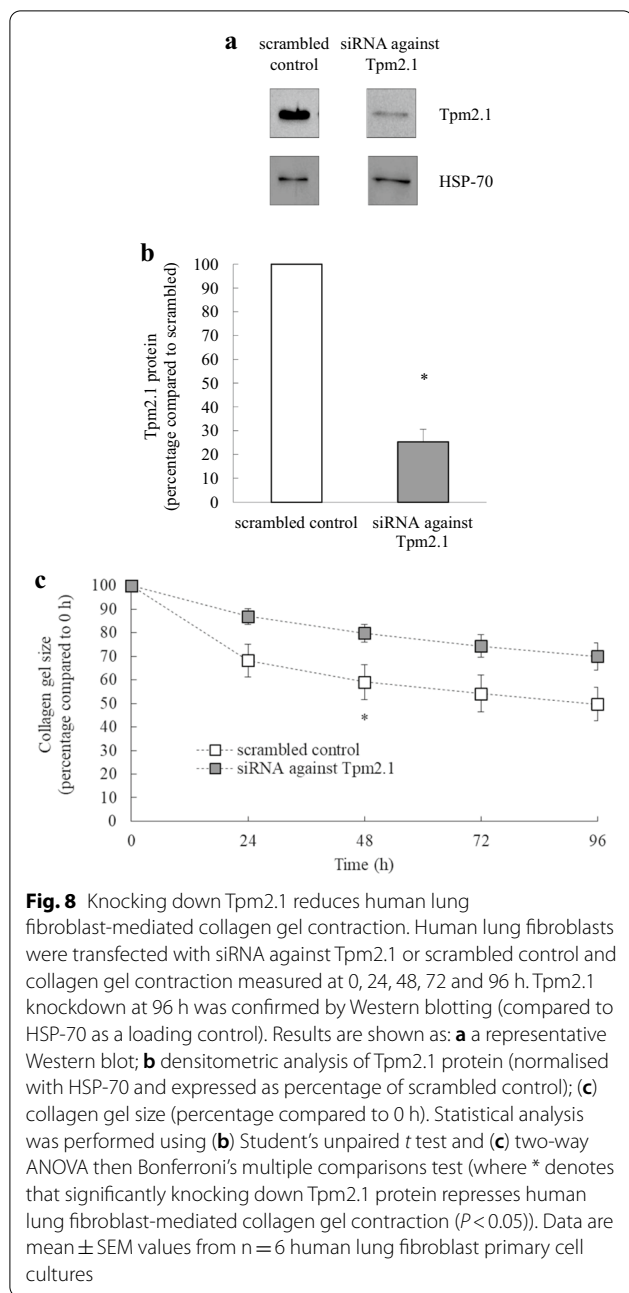 a scrambled control siRNA against Tpm2.1
Tpm2.1
HSP-70
b
Tpm2.1 protein
(percentage compared to scrambled)
100
90
80
70
60
50
40
30
20
10
0
*
scrambled control siRNA against Tpm2.1
c
Collagen gel size
(percentage compared to 0 h)
100
90
80
70
60
50
40
30
20
10
0
*
scrambled control
siRNA against Tpm2.1
0 24 48 72 96
Time (h)
Fig. 8 Knocking down Tpm2.1 reduces human lung
fibroblast-mediated collagen gel contraction. Human lung fibroblasts
were transfected with siRNA against Tpm2.1 or scrambled control and
collagen gel contraction measured at 0, 24, 48, 72 and 96 h. Tpm2.1
knockdown at 96 h was confirmed by Western blotting (compared to
HSP-70 as a loading control). Results are shown as: a a representative
Western blot; b densitometric analysis of Tpm2.1 protein (normalised
with HSP-70 and expressed as percentage of scrambled control); (c)
collagen gel size (percentage compared to 0 h). Statistical analysis
was performed using (b) Student's unpaired t test and (c) two-way
ANOVA then Bonferroni's multiple comparisons test (where * denotes
that significantly knocking down Tpm2.1 protein represses human
lung fibroblast-mediated collagen gel contraction (P < 0.05)). Data are
mean ± SEM values from n = 6 human lung fibroblast primary cell
cultures